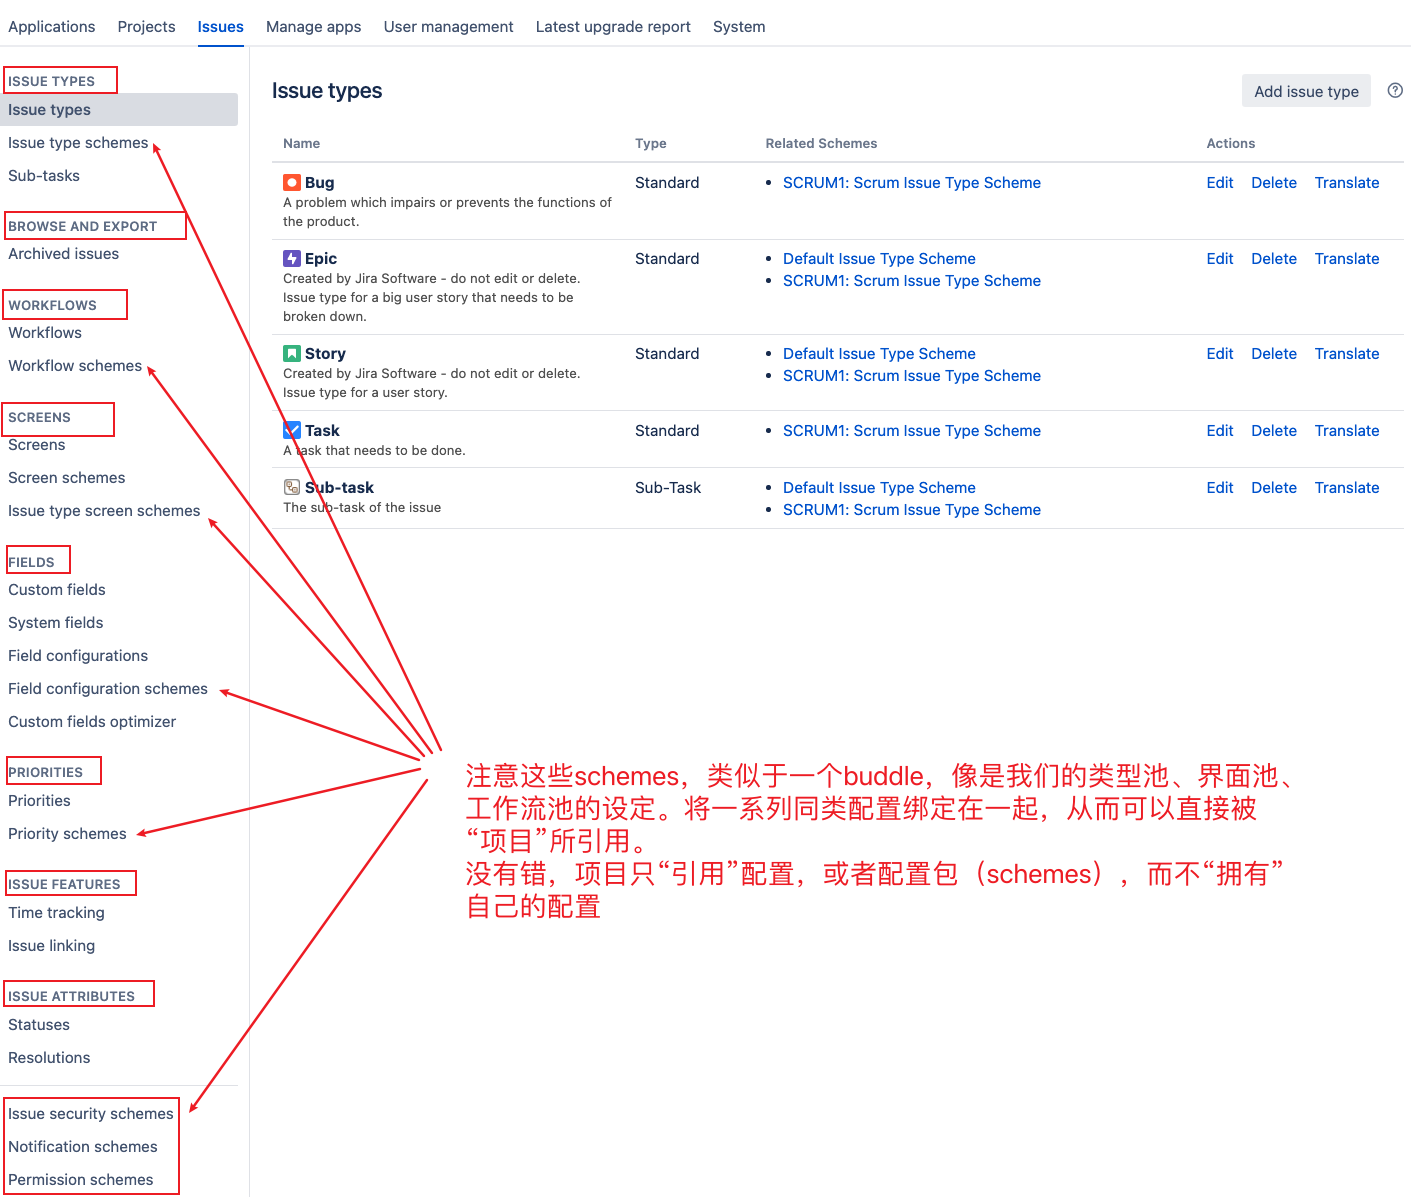 Applications Projects Issues Manage apps User management Latest upgrade report System
ISSUE TYPES
Issue types
Issue type schemes
Sub-tasks
BROWSE AND EXPORT
Archived issues
WORKFLOWS
Workflows
Workflow schemes
SCREENS
Screens
Screen schemes
Issue type screen schemes
FIELDS
Custom fields
System fields
Field configurations
Field configuration schemes
Custom fields optimizer
PRIORITIES
Priorities
Priority schemes
ISSUE FEATURES
Time tracking
Issue linking
ISSUE ATTRIBUTES
Statuses
Resolutions
Issue security schemes
Notification schemes
Permission schemes
Issue types
Add issue type
Name Type Related Schemes Actions
Bug Standard • SCRUM1: Scrum Issue Type Scheme Edit Delete Translate
A problem which impairs or prevents the functions of
the product.
Epic Standard • Default Issue Type Scheme Edit Delete Translate
• SCRUM1: Scrum Issue Type Scheme
Created by Jira Software - do not edit or delete.
Issue type for a big user story that needs to be
broken down.
Story Standard • Default Issue Type Scheme Edit Delete Translate
• SCRUM1: Scrum Issue Type Scheme
Created by Jira Software - do not edit or delete.
Issue type for a user story.
Task Standard • SCRUM1: Scrum Issue Type Scheme Edit Delete Translate
A task that needs to be done.
Sub-task Sub-Task • Default Issue Type Scheme Edit Delete Translate
• SCRUM1: Scrum Issue Type Scheme
The sub-task of the issue
注意这些schemes，类似于一个buddle，像是我们的类型池、界面池、
工作流池的设定。将一系列同类配置绑定在一起，从而可以直接被
“项目”所引用。
没有错，项目只“引用”配置，或者配置包（schemes），而不“拥有”
自己的配置